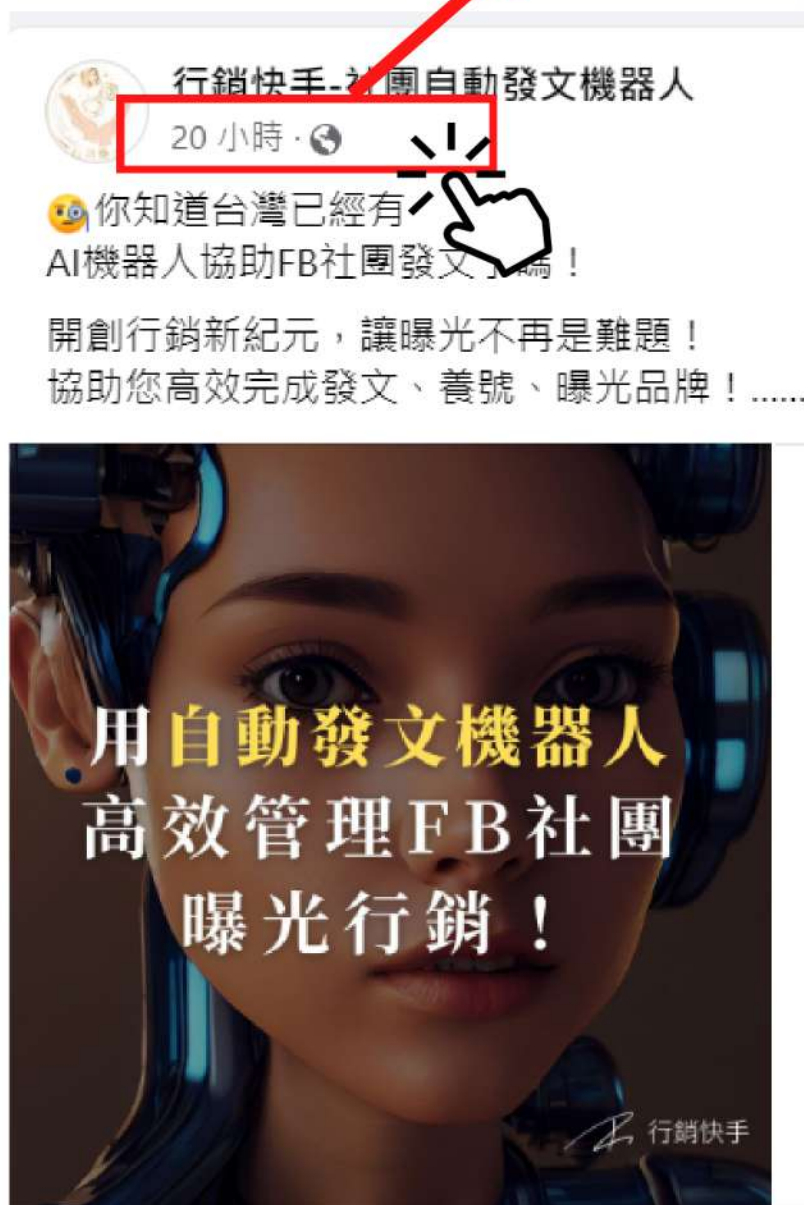 行銷快手-社團自動發文機器人
20 小時 ·
你知道台灣已經有
AI機器人協助FB社團發文了嗎！
開創行銷新紀元，讓曝光不再是難題！
協助您高效完成發文、養號、曝光品牌！......
用自動發文機器人
高效管理FB社團
曝光行銷！
行銷快手